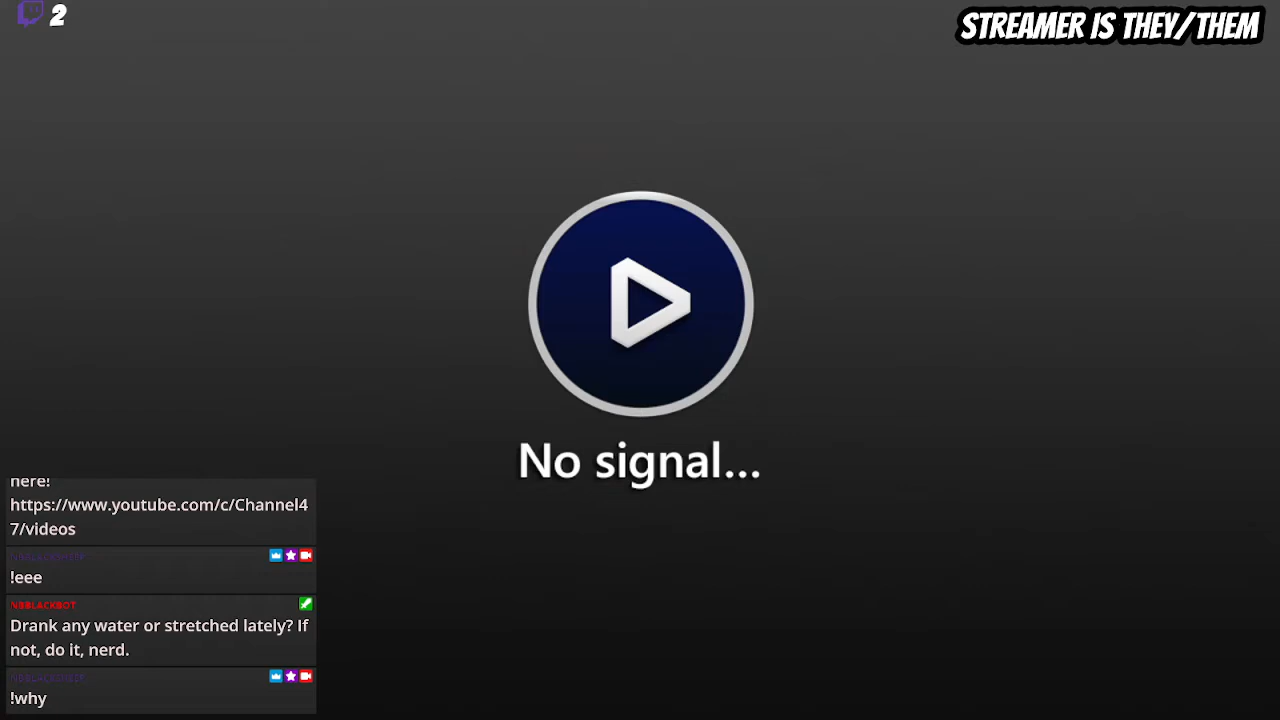 2
STREAMER IS THEY/THEM
No signal...
here!
https://www.youtube.com/c/Channel4
7/videos
!eee
NBBLACKBOT
Drank any water or stretched lately? If
not, do it, nerd.
!why